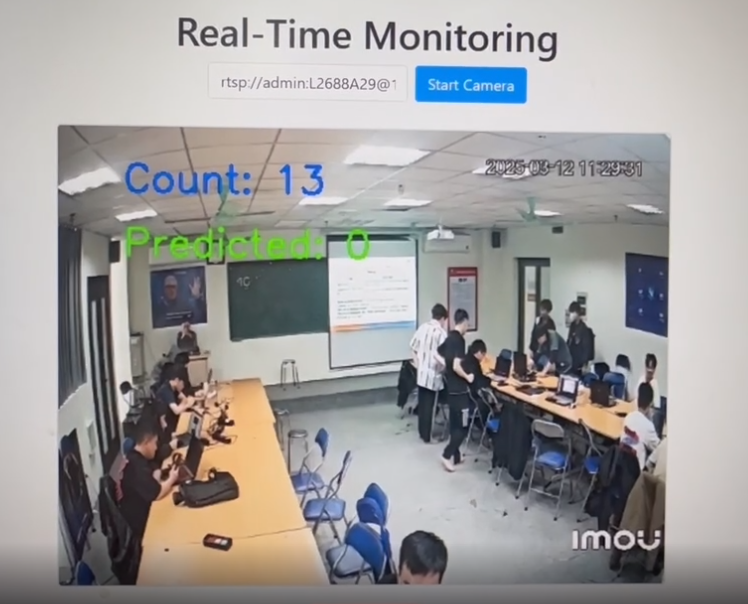 Real-Time Monitoring
rtsp://admin:L2688A29@1
Start Camera
2025-03-12 11:29:31
Count: 13
Predicted: 0
imou